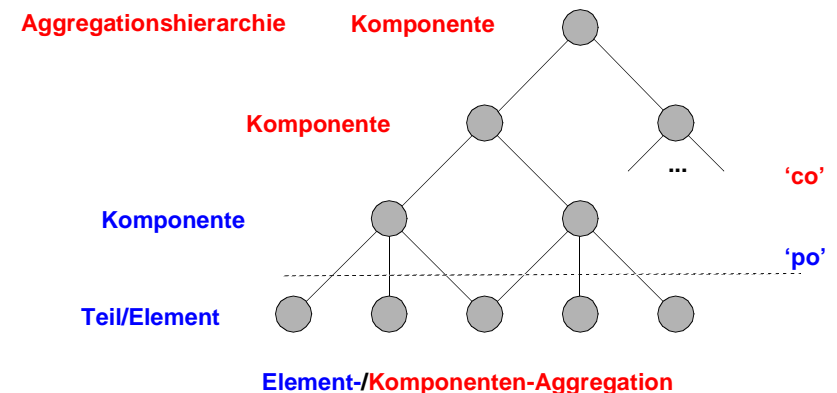 Aggregationshierarchie Komponente
Komponente
...
‘co’
Komponente
‘po’
Teil/Element
Element-/Komponenten-Aggregation